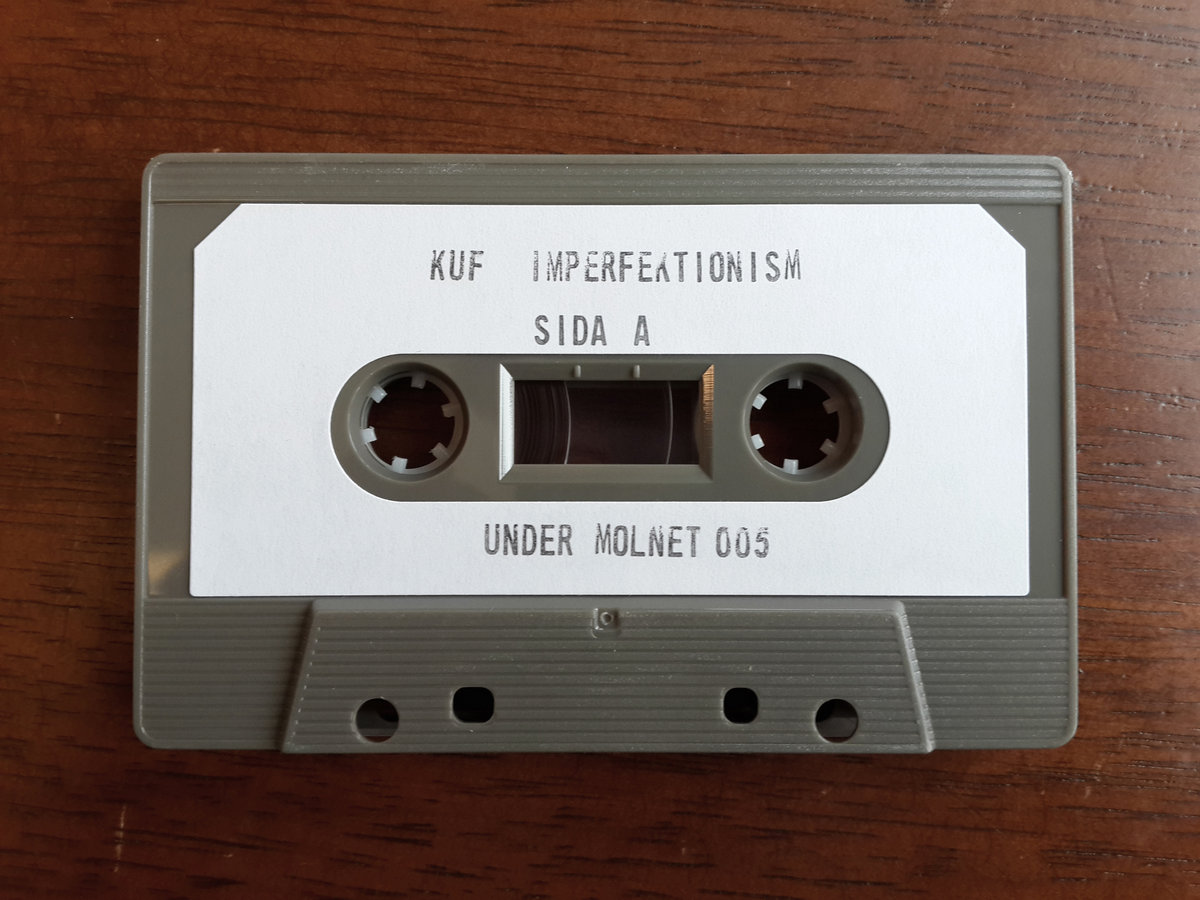 KUF IMPERFEKTIONISM
SIDA A
UNDER MOLNET 005